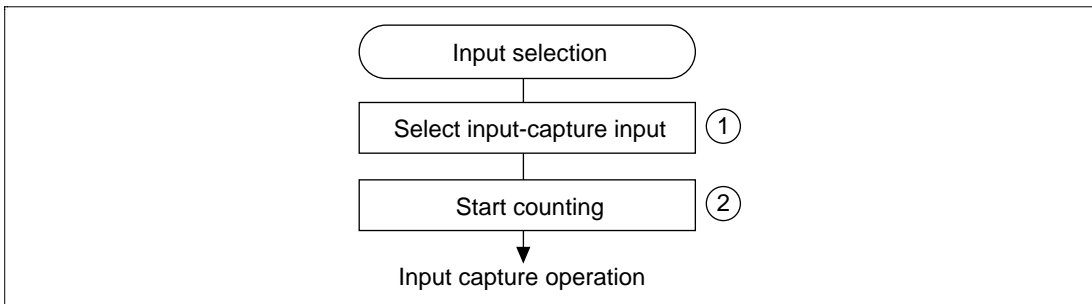 Input selection
Select input-capture input ①
Start counting ②
Input capture operation